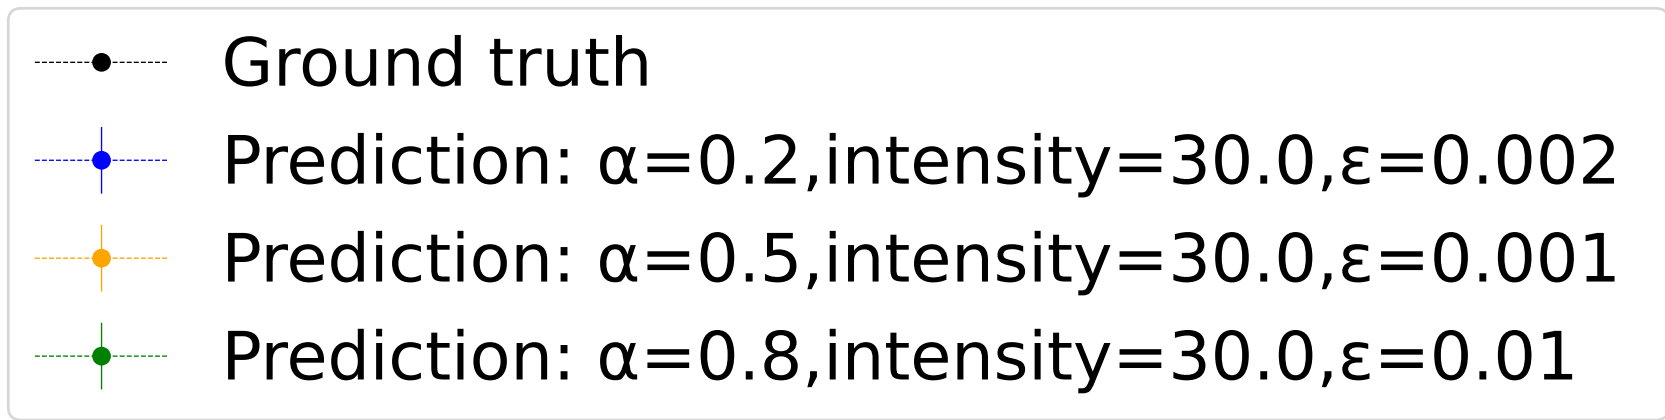 Ground truth
Prediction: α=0.2,intensity=30.0,ε=0.002
Prediction: α=0.5,intensity=30.0,ε=0.001
Prediction: α=0.8,intensity=30.0,ε=0.01